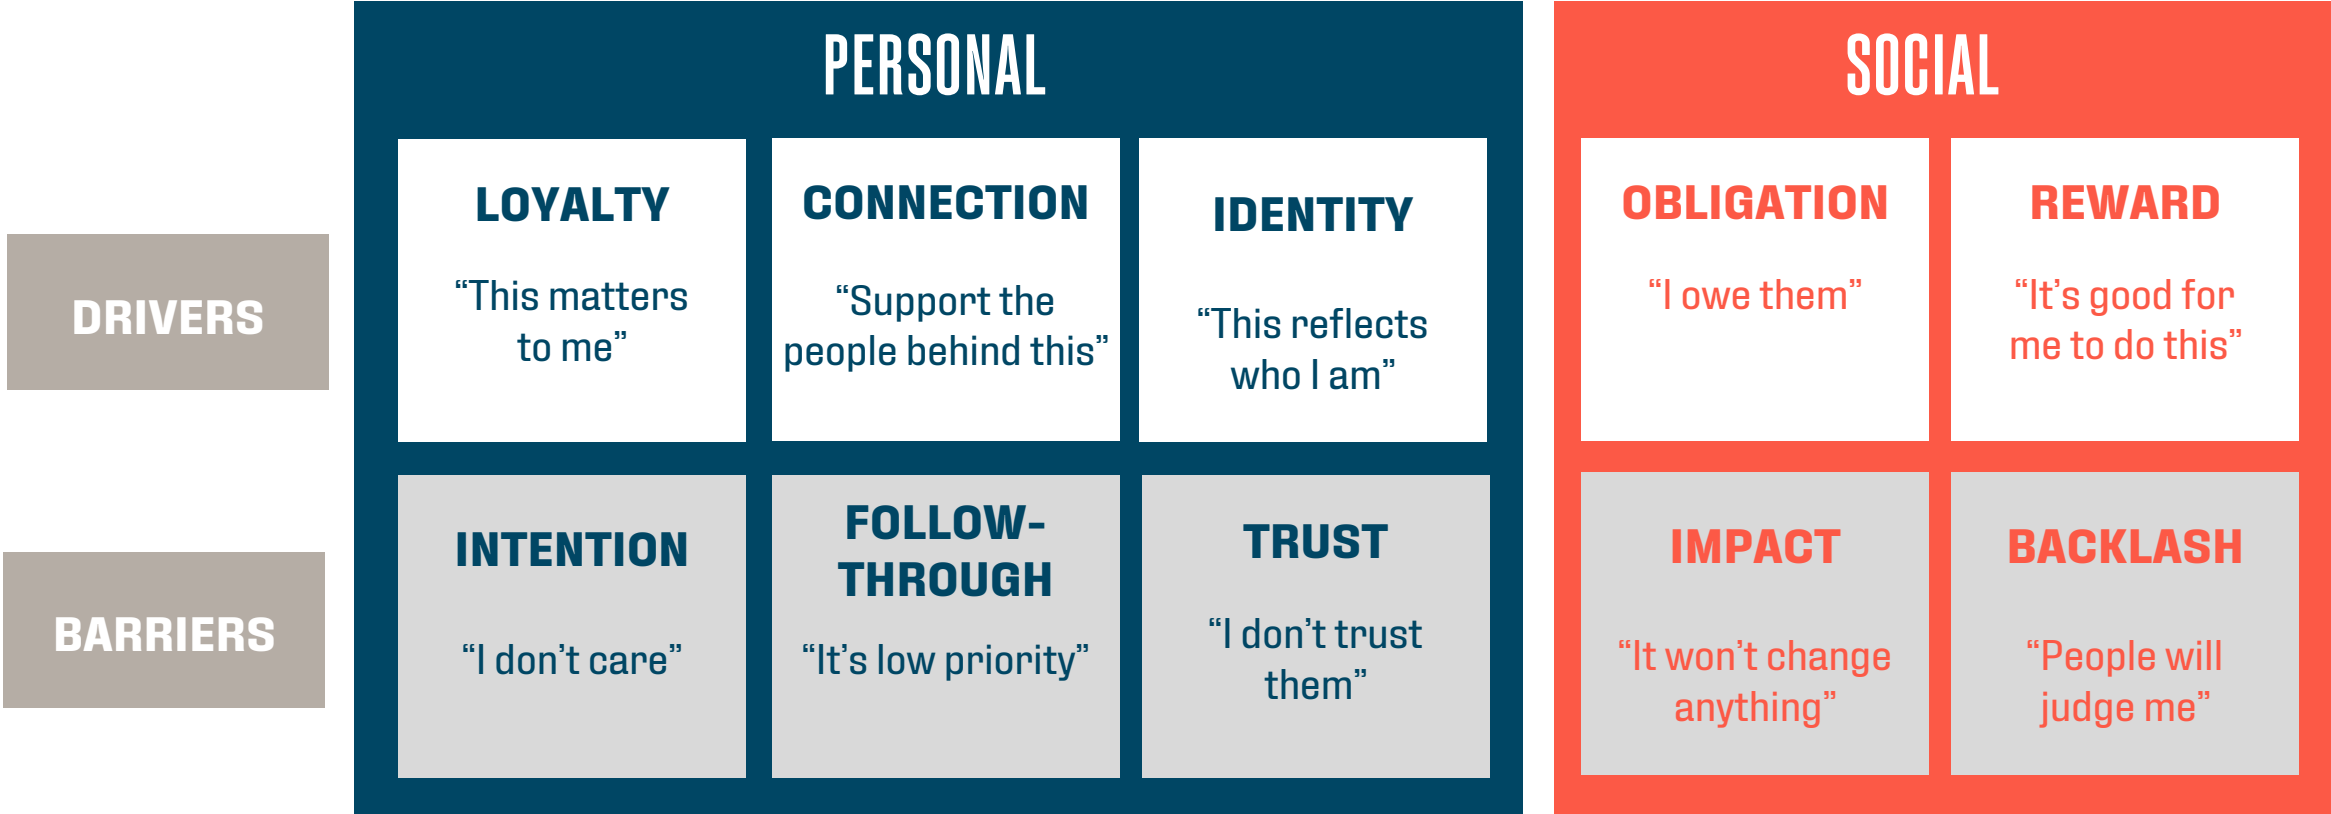 PERSONAL
SOCIAL
DRIVERS
LOYALTY
“This matters
to me”
CONNECTION
“Support the
people behind this”
IDENTITY
“This reflects
who I am”
OBLIGATION
“I owe them”
REWARD
“It’s good for
me to do this”
BARRIERS
INTENTION
“I don’t care”
FOLLOW-
THROUGH
“It’s low priority”
TRUST
“I don’t trust
them”
IMPACT
“It won’t change
anything”
BACKLASH
“People will
judge me”